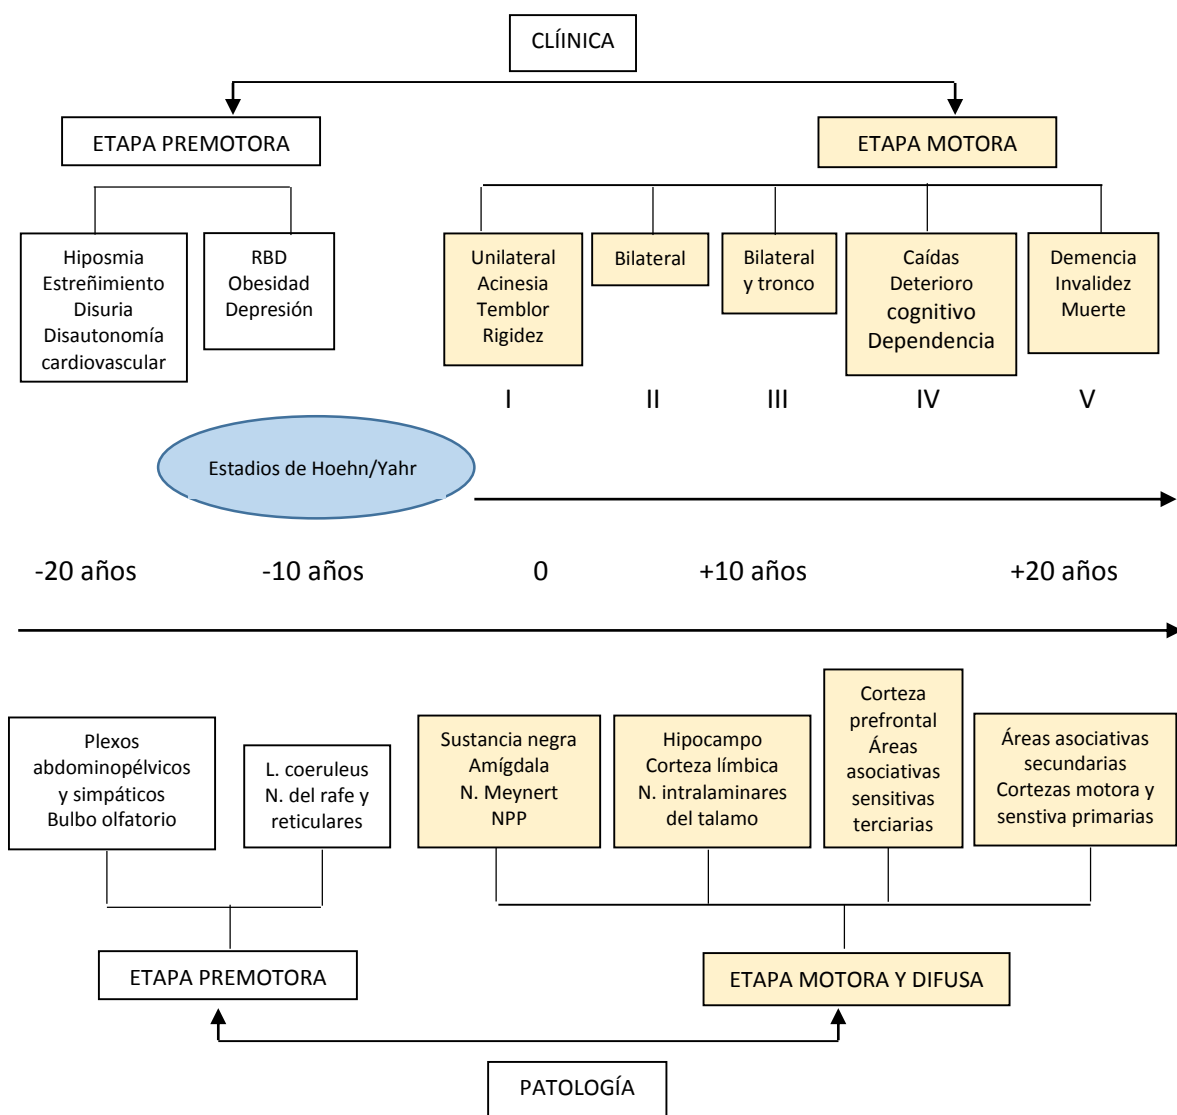 CLÍINICA
ETAPA PREMOTORA
ETAPA MOTORA
Hiposmia
Estreñimiento
Disuria
Disautonomía
cardiovascular
RBD
Obesidad
Depresión
Unilateral
Acinesia
Temblor
Rigidez
Bilateral
Bilateral
y tronco
Caídas
Deterioro
cognitivo
Dependencia
Demencia
Invalidez
Muerte
I II III IV V
Estadios de Hoehn/Yahr
-20 años -10 años 0 +10 años +20 años
Plexos
abdominopélvicos
y simpáticos
Bulbo olfatorio
L. coeruleus
N. del rafe y
reticulares
Sustancia negra
Amígdala
N. Meynert
NPP
Hipocampo
Corteza límbica
N. intralaminares
del talamo
Corteza
prefrontal
Áreas
asociativas
sensitivas
terciarias
Áreas asociativas
secundarias
Cortezas motora y
senstiva primarias
ETAPA PREMOTORA
ETAPA MOTORA Y DIFUSA
PATOLOGÍA